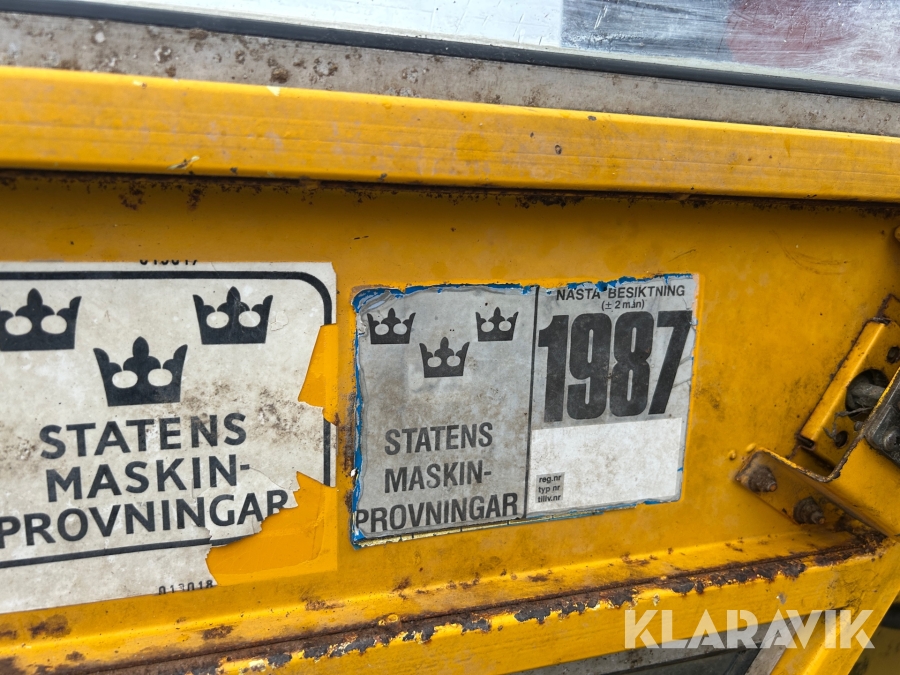 013017
STATENS
MASKIN-
PROVNINGAR
013018
STATENS
MASKIN-
PROVNINGAR
NÄSTA BESIKTNING
(± 2 mån)
1987
reg.nr
typ nr
tillv.nr
KLARAVIK